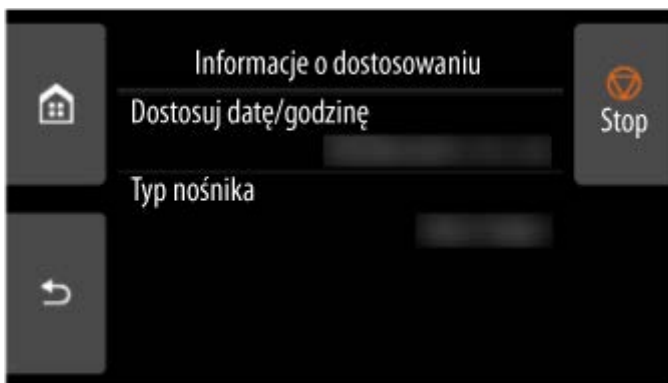 Informacje o dostosowaniu
Dostosuj datę/godzinę
Stop
Typ nośnika